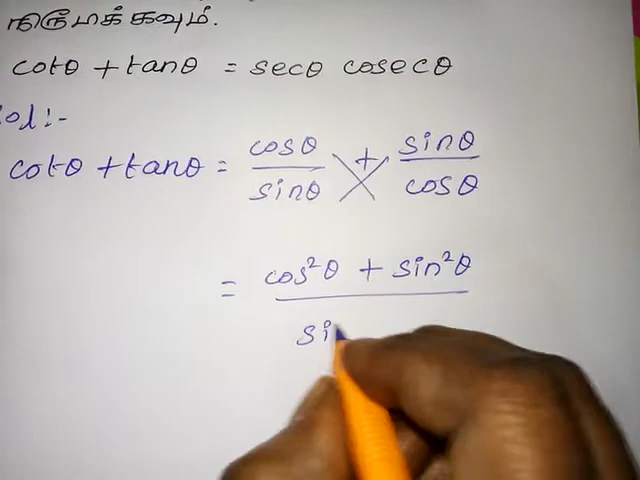 நிரூபிக்கவும்.
cotθ + tanθ = secθ cosecθ
sol:-
cotθ + tanθ = cosθ/sinθ + sinθ/cosθ
= cos²θ + sin²θ
si